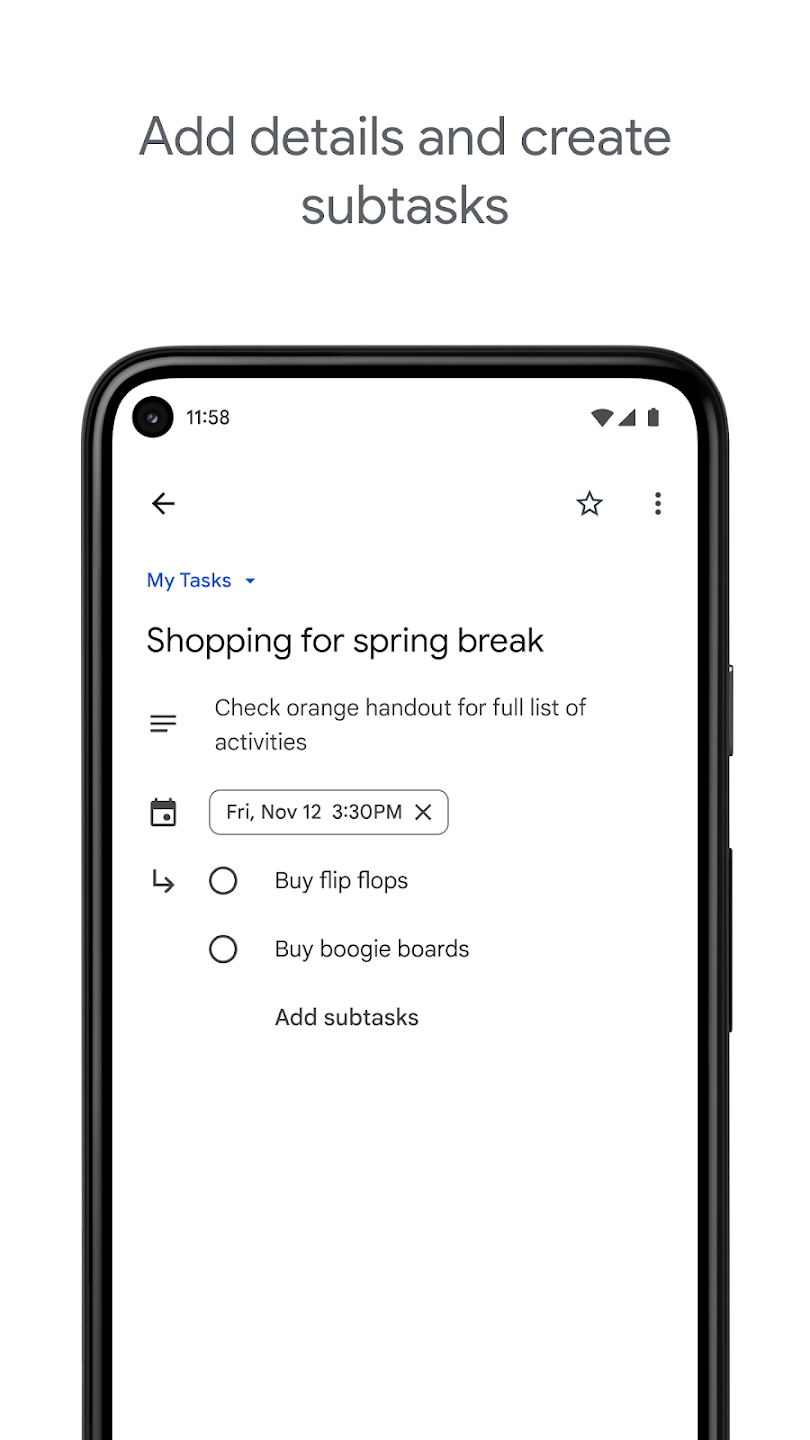 Add details and create
subtasks
11:58
My Tasks
Shopping for spring break
Check orange handout for full list of
activities
Fri, Nov 12 3:30PM
Buy flip flops
Buy boogie boards
Add subtasks